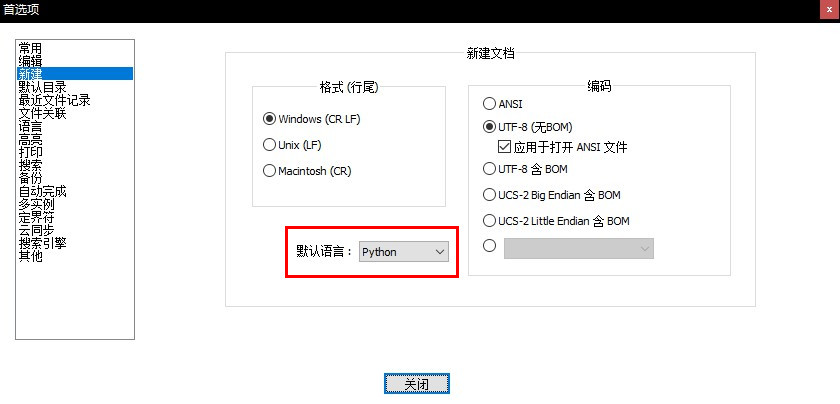 首选项
x
常用
编辑
新建
默认目录
最近文件记录
文件关联
语言
高亮
打印
搜索
备份
自动完成
多实例
定界符
云同步
搜索引擎
其他
新建文档
格式 (行尾)
Windows (CR LF)
Unix (LF)
Macintosh (CR)
默认语言：
Python
编码
ANSI
UTF-8 (无BOM)
应用于打开 ANSI 文件
UTF-8 含 BOM
UCS-2 Big Endian 含 BOM
UCS-2 Little Endian 含 BOM
关闭